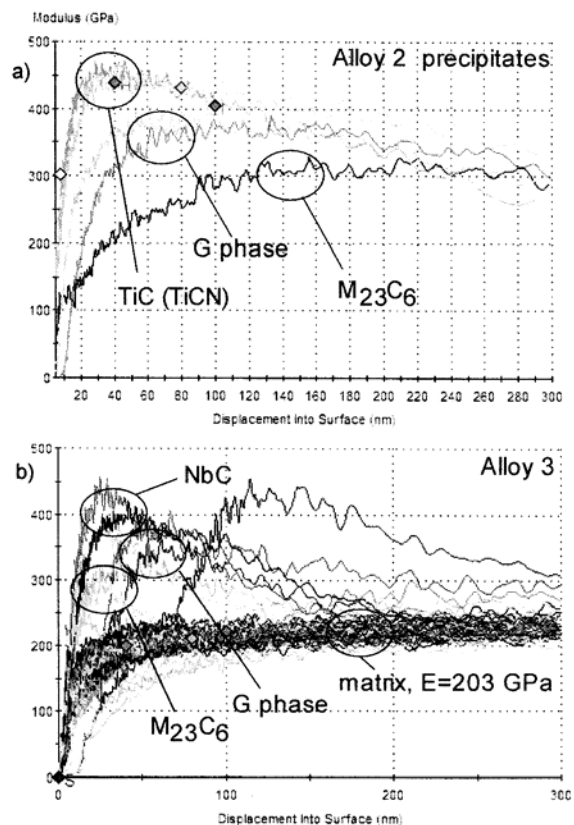 Modulus (GPa)
a)
Alloy 2 precipitates
500
400
300
200
100
0
G phase
TiC (TiCN)
M23C6
20 40 60 80 100 120 140 160 180 200 220 240 260 280 300
Displacement Into Surface (nm)
b)
Alloy 3
NbC
500
400
300
200
100
0
G phase
M23C6
matrix, E=203 GPa
S
0 100 200 300
Displacement Into Surface (nm)